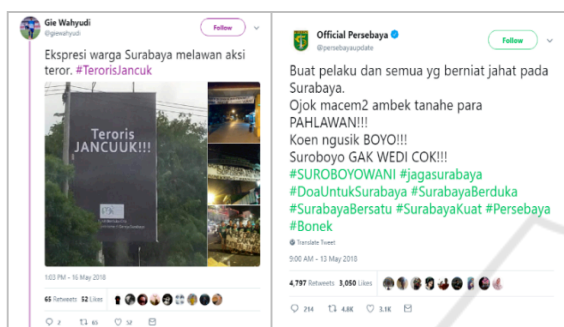 Gie Wahyudi
@giewahyudi
Follow
Ekspresi warga Surabaya melawan aksi
teror. #TerorisJancuk
Teroris
JANCUUK!!!
1:03 PM - 16 May 2018
65 Retweets 52 Likes
2 65 52
Official Persebaya
@persebayaupdate
Follow
Buat pelaku dan semua yg berniat jahat pada
Surabaya.
Ojok macem2 ambek tanahe para
PAHLAWAN!!!
Koen ngusik BOYO!!!
Suroboyo GAK WEDI COK!!!
#SUROBOYOWANI #jagasurabaya
#DoaUntukSurabaya #SurabayaBerduka
#SurabayaBersatu #SurabayaKuat #Persebaya
#Bonek
Translate Tweet
9:00 AM - 13 May 2018
4,797 Retweets 3,050 Likes
214 4.8K 3.1K